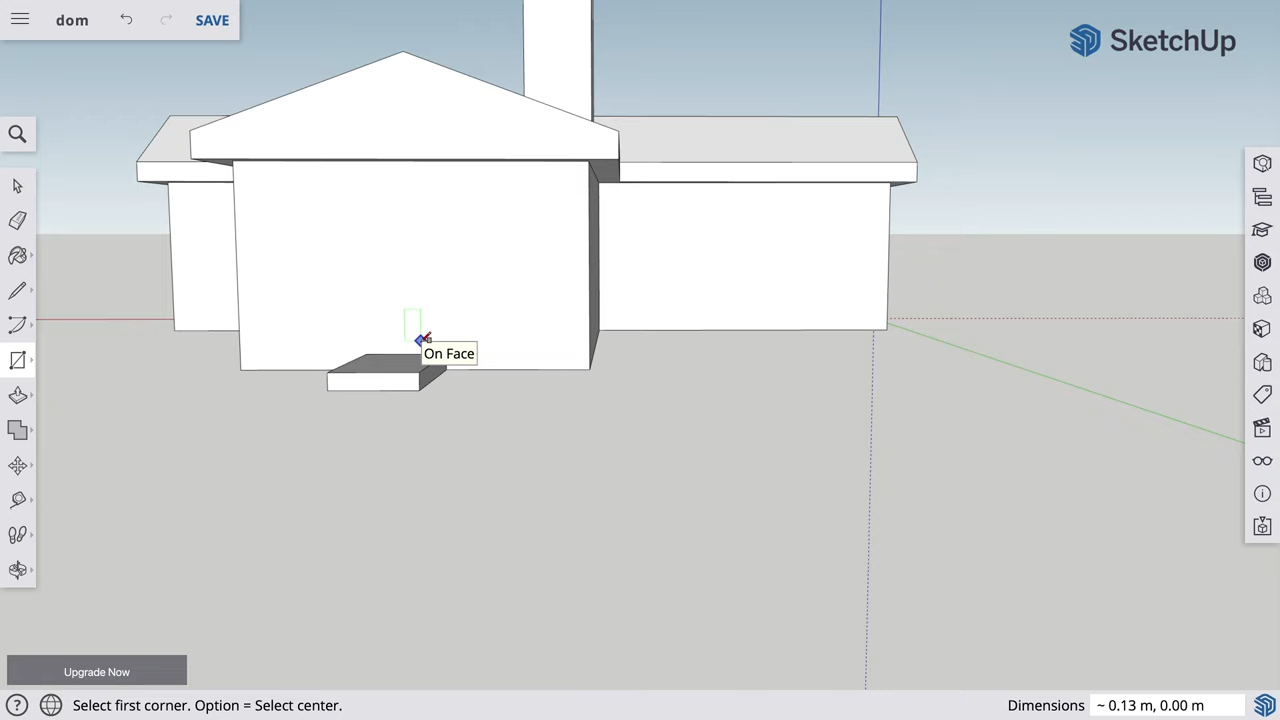 dom
SAVE
SketchUp
On Face
Upgrade Now
? Select first corner. Option = Select center.
Dimensions ~ 0.13 m, 0.00 m